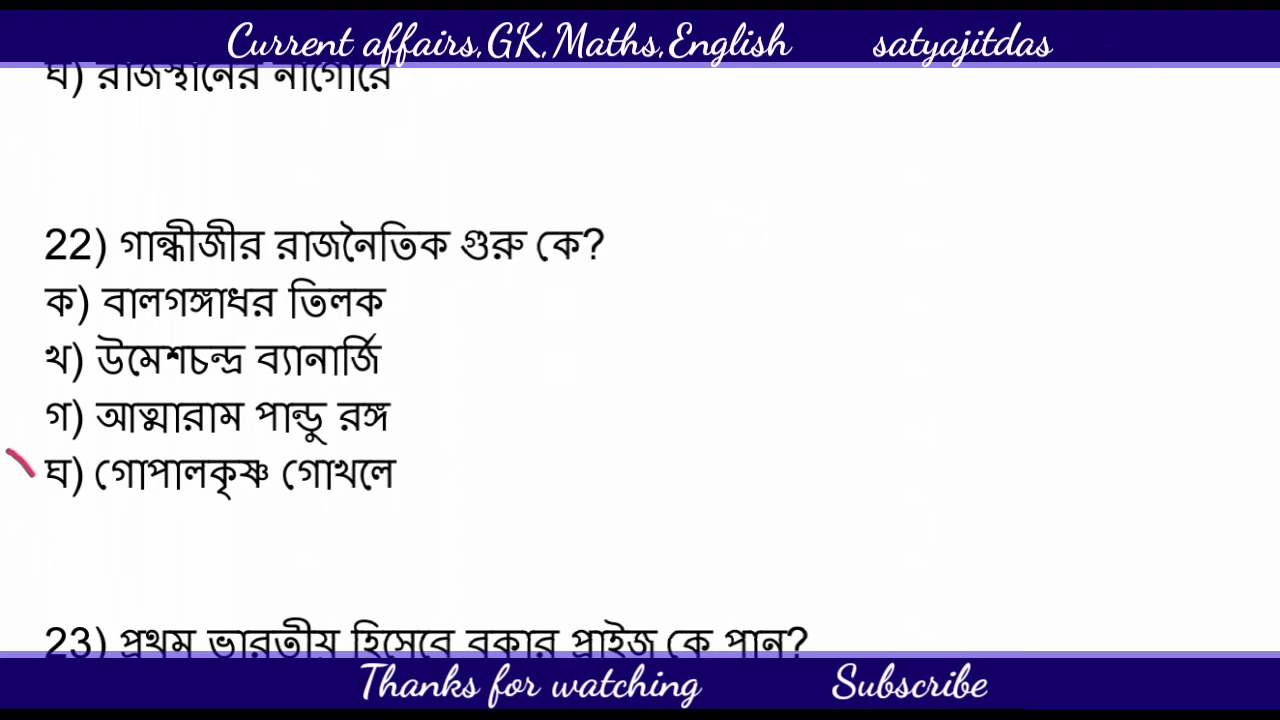 Current affairs,GK,Maths,English satyajitdas
ঘ) রাজস্থানের নাগৌরে
22) গান্ধীজীর রাজনৈতিক গুরু কে?
ক) বালগঙ্গাধর তিলক
খ) উমেশচন্দ্র ব্যানার্জি
গ) আত্মারাম পান্ডু রঙ্গ
ঘ) গোপালকৃষ্ণ গোখলে
23) প্রথম ভারতীয় হিসেবে বুকার প্রাইজ কে পান?
Thanks for watching Subscribe